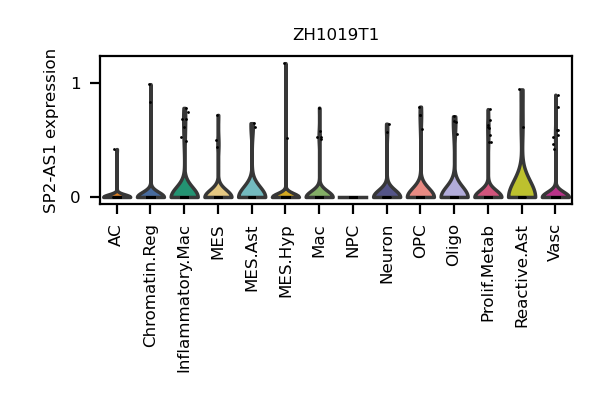 ZH1019T1
SP2-AS1 expression
1
0
AC
Chromatin.Reg
Inflammatory.Mac
MES
MES.Ast
MES.Hyp
Mac
NPC
Neuron
OPC
Oligo
Prolif.Metab
Reactive.Ast
Vasc